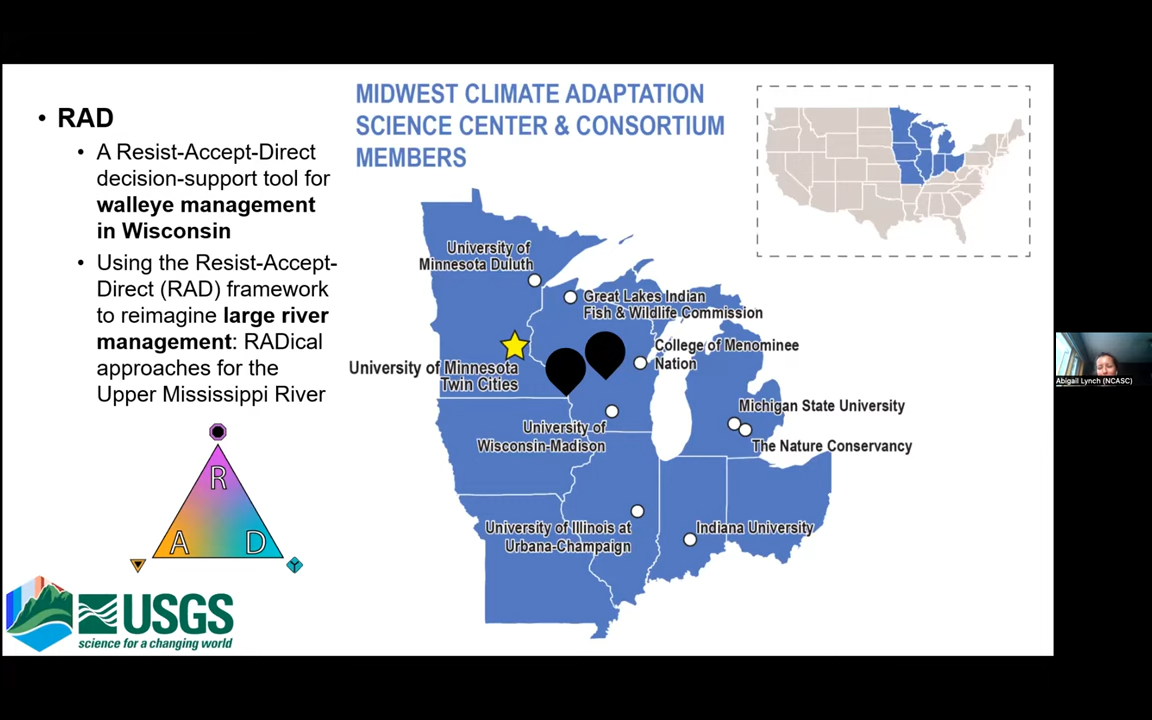 • RAD
• A Resist-Accept-Direct
decision-support tool for
walleye management
in Wisconsin
• Using the Resist-Accept-
Direct (RAD) framework
to reimagine large river
management: RADical
approaches for the
Upper Mississippi River
R
A D
USGS
science for a changing world
MIDWEST CLIMATE ADAPTATION
SCIENCE CENTER & CONSORTIUM
MEMBERS
University of
Minnesota Duluth
Great Lakes Indian
Fish & Wildlife Commission
University of Minnesota
Twin Cities
College of Menominee
Nation
University of
Wisconsin-Madison
Michigan State University
The Nature Conservancy
University of Illinois at
Urbana-Champaign
Indiana University
Abigail Lynch (NCASC)